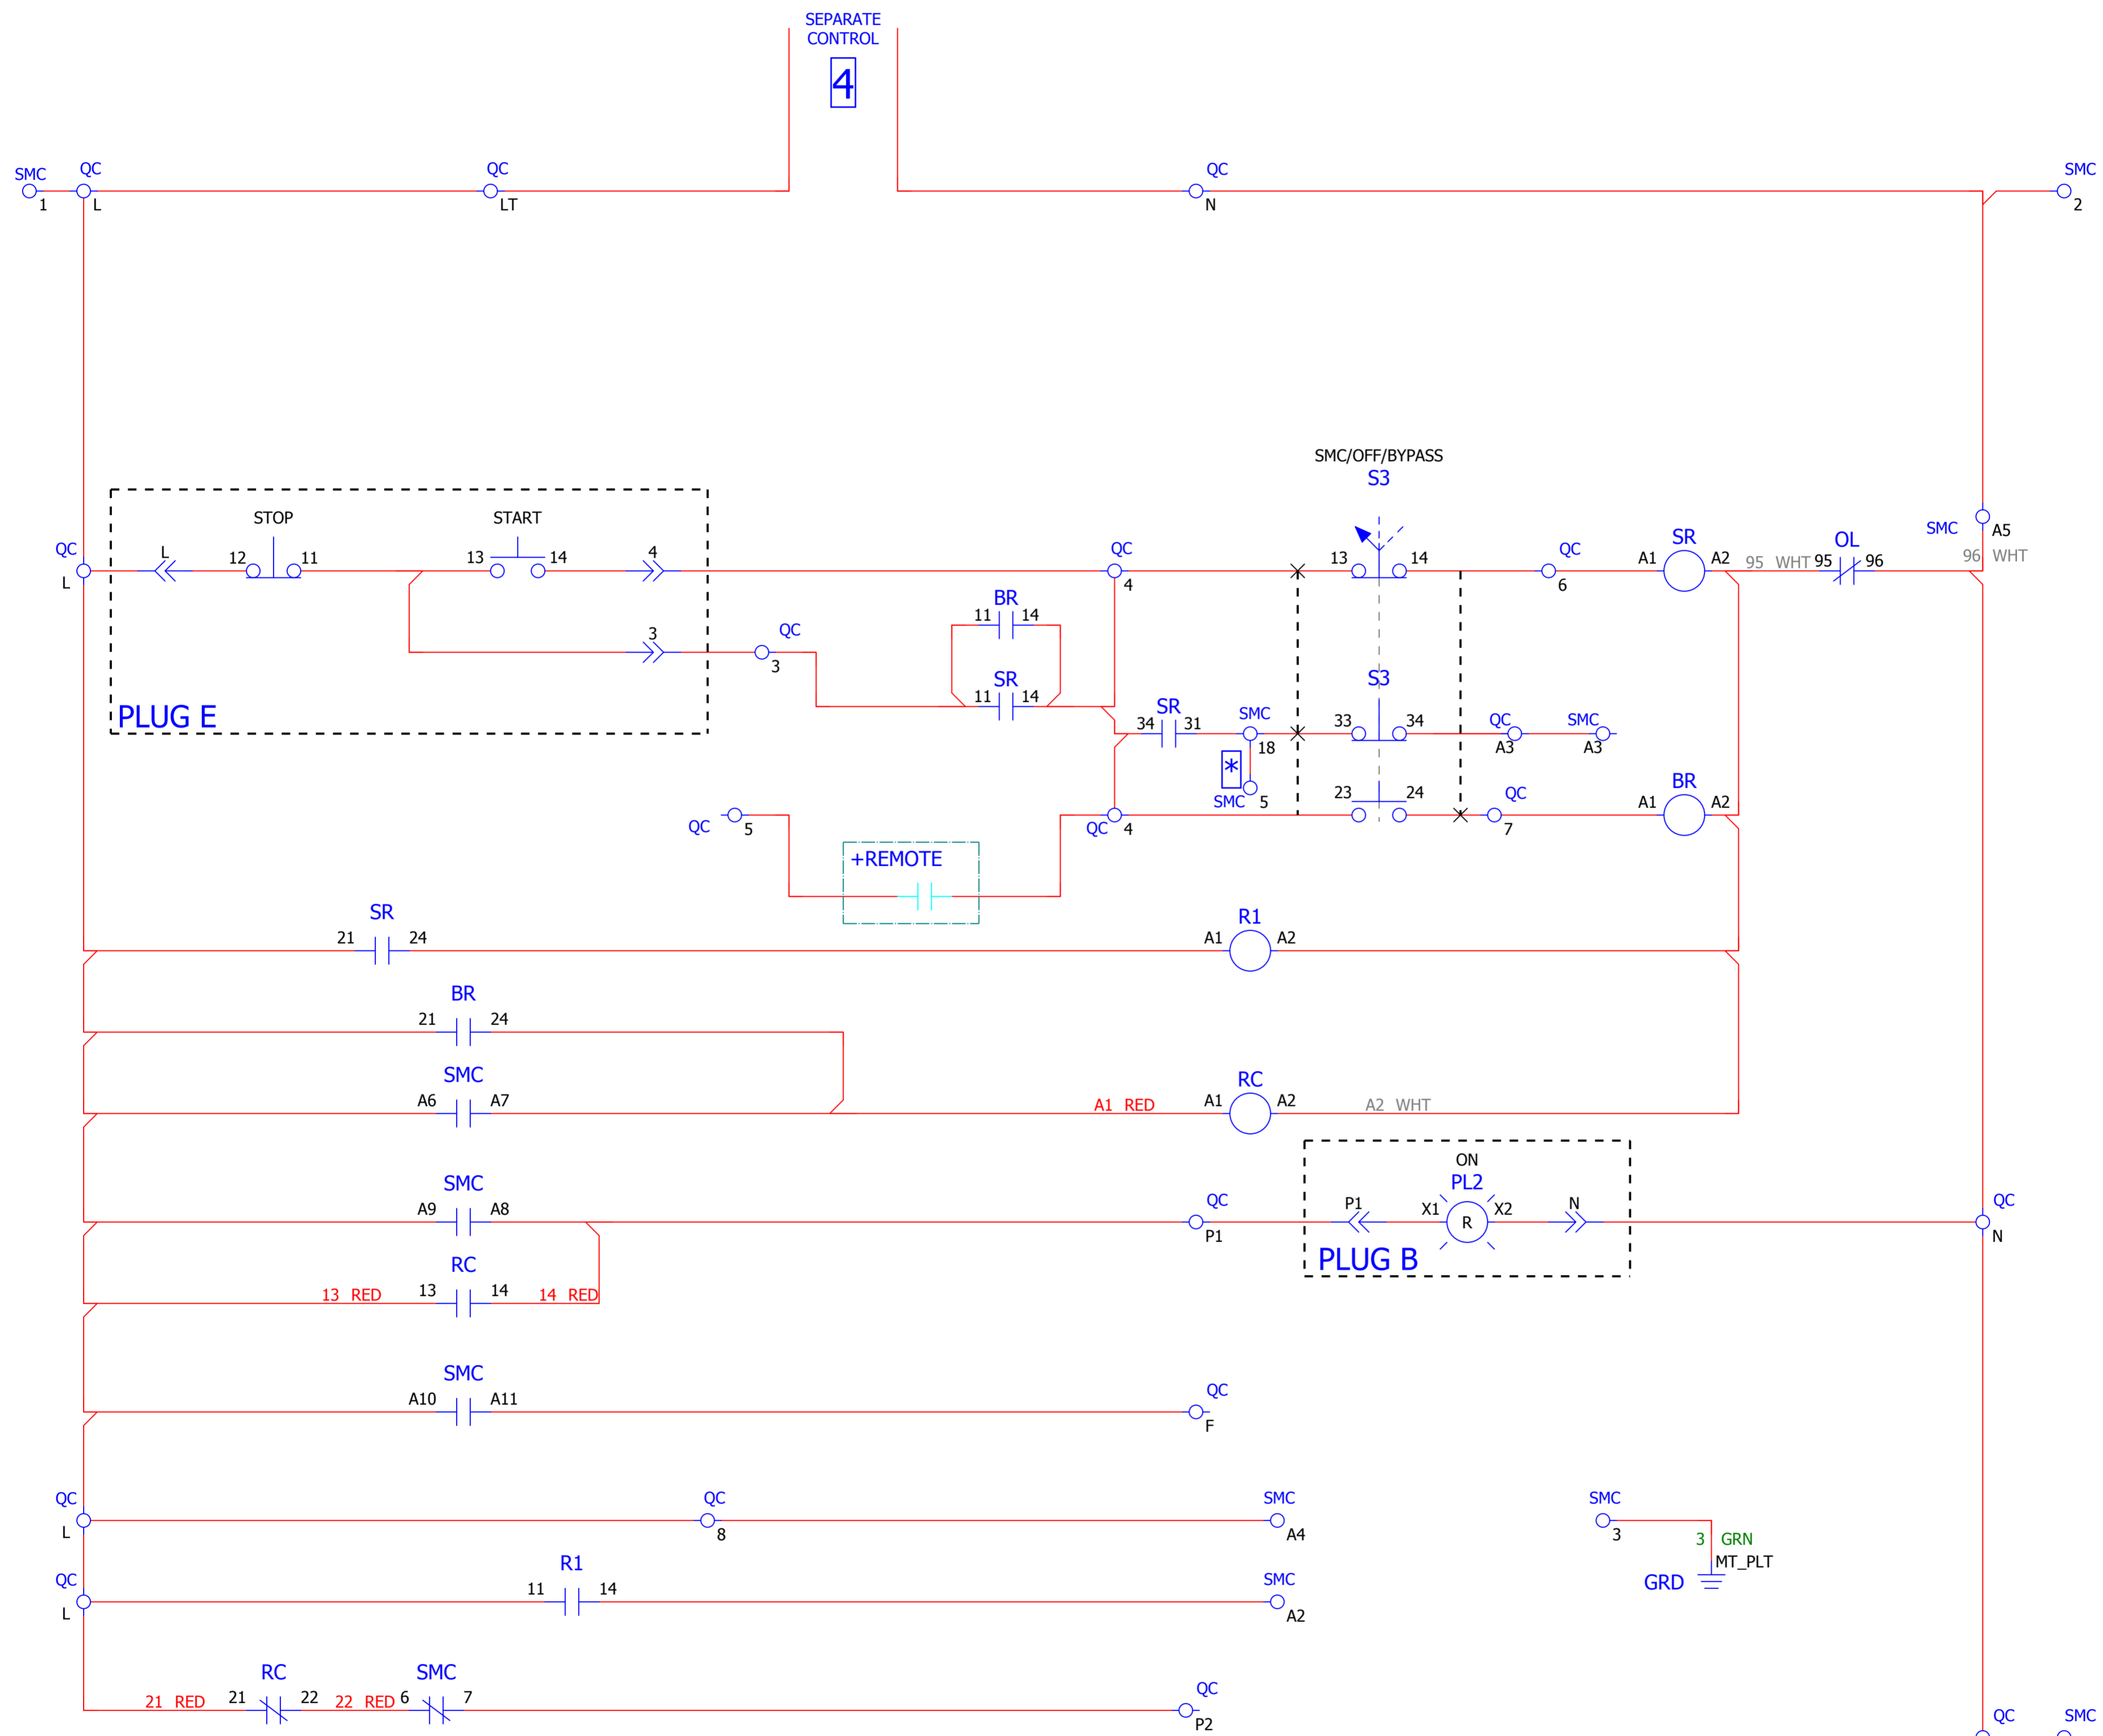 SEPARATE
CONTROL
4
SMC
1
QC
L
QC
LT
QC
N
SMC
2
SMC/OFF/BYPASS
S3
QC
L
L
STOP
12
11
START
13
14
4
3
PLUG E
QC
3
BR
11
14
SR
11
14
QC
4
SR
34
31
SMC
18
*
SMC
5
13
14
S3
33
34
23
24
QC
6
QC
A3
SMC
A3
QC
7
SR
A1
A2
95 WHT
OL
95
96
SMC
A5
96 WHT
BR
A1
A2
QC
5
QC
4
+REMOTE
SR
21
24
R1
A1
A2
BR
21
24
SMC
A6
A7
A1 RED
RC
A1
A2
A2 WHT
SMC
A9
A8
QC
P1
ON
PL2
P1
X1
R
X2
N
PLUG B
QC
N
RC
13 RED
13
14
14 RED
SMC
A10
A11
QC
F
QC
L
QC
8
SMC
A4
SMC
3
3 GRN
MT_PLT
GRD
QC
L
R1
11
14
SMC
A2
RC
21 RED
21
22
22 RED
SMC
6
7
QC
P2
QC
SMC